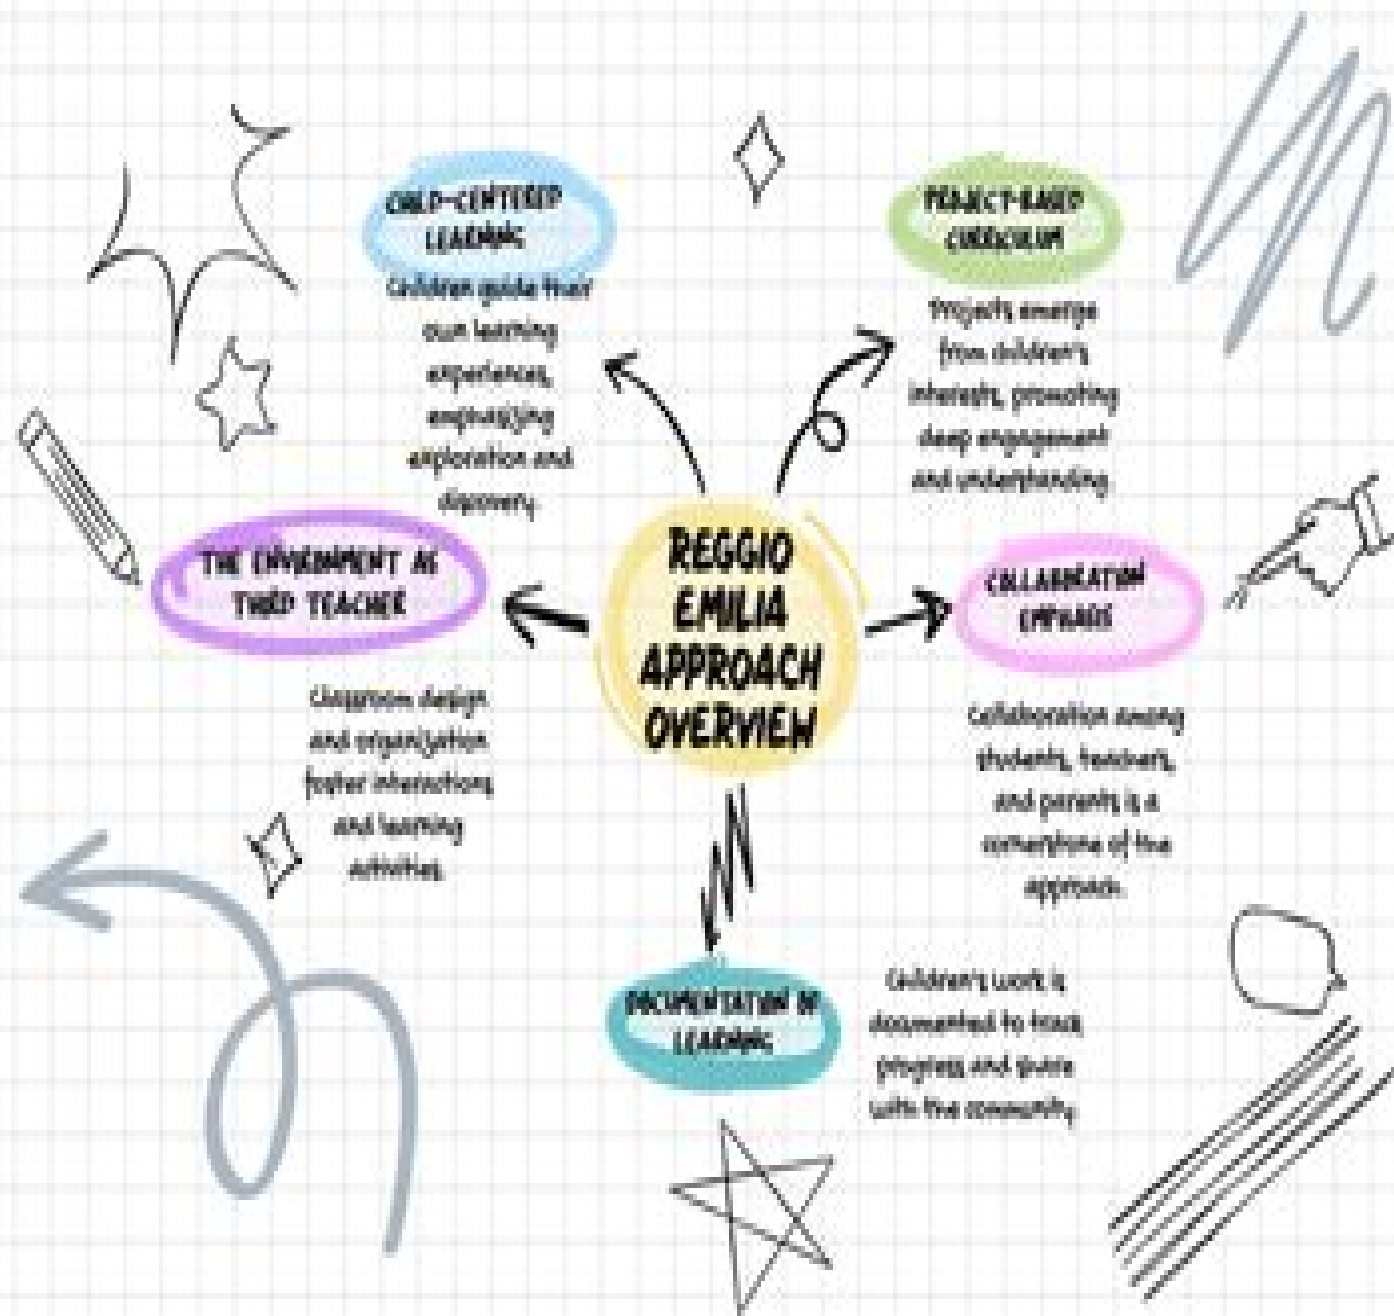 CHILD-CENTERED
LEARNING
Children guide their
own learning
experiences,
emphasizing
exploration and
discovery.
PROJECT-BASED
CURRICULUM
Projects emerge
from children's
interests, promoting
deep engagement
and understanding.
THE ENVIRONMENT AS
THIRD TEACHER
Classroom design
and organization
foster interactions
and learning
activities.
REGGIO
EMILIA
APPROACH
OVERVIEW
COLLABORATION
EMPHASIS
Collaboration among
students, teachers,
and parents is a
cornerstone of the
approach.
DOCUMENTATION OF
LEARNING
Children's work is
documented to track
progress and share
with the community.